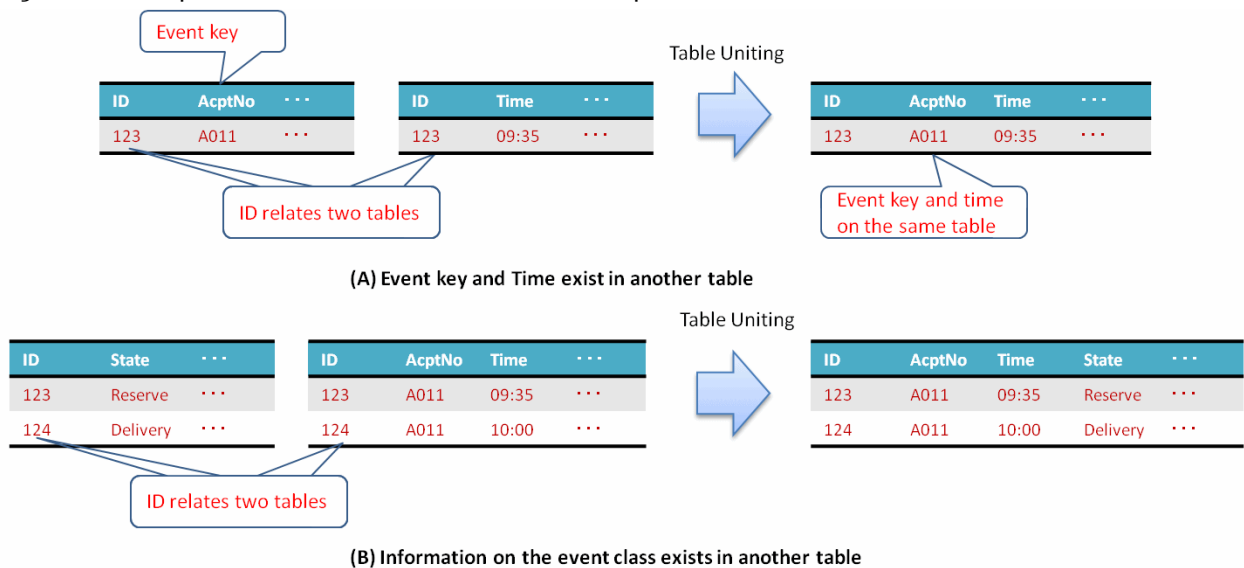 Event key
Table Uniting
ID AcptNo ···
123 A011 ···
ID Time ···
123 09:35 ···
ID AcptNo Time ···
123 A011 09:35 ···
ID relates two tables
Event key and time
on the same table
(A) Event key and Time exist in another table
Table Uniting
ID State ···
123 Reserve ···
124 Delivery ···
ID AcptNo Time ···
123 A011 09:35 ···
124 A011 10:00 ···
ID AcptNo Time State ···
123 A011 09:35 Reserve ···
124 A011 10:00 Delivery ···
ID relates two tables
(B) Information on the event class exists in another table